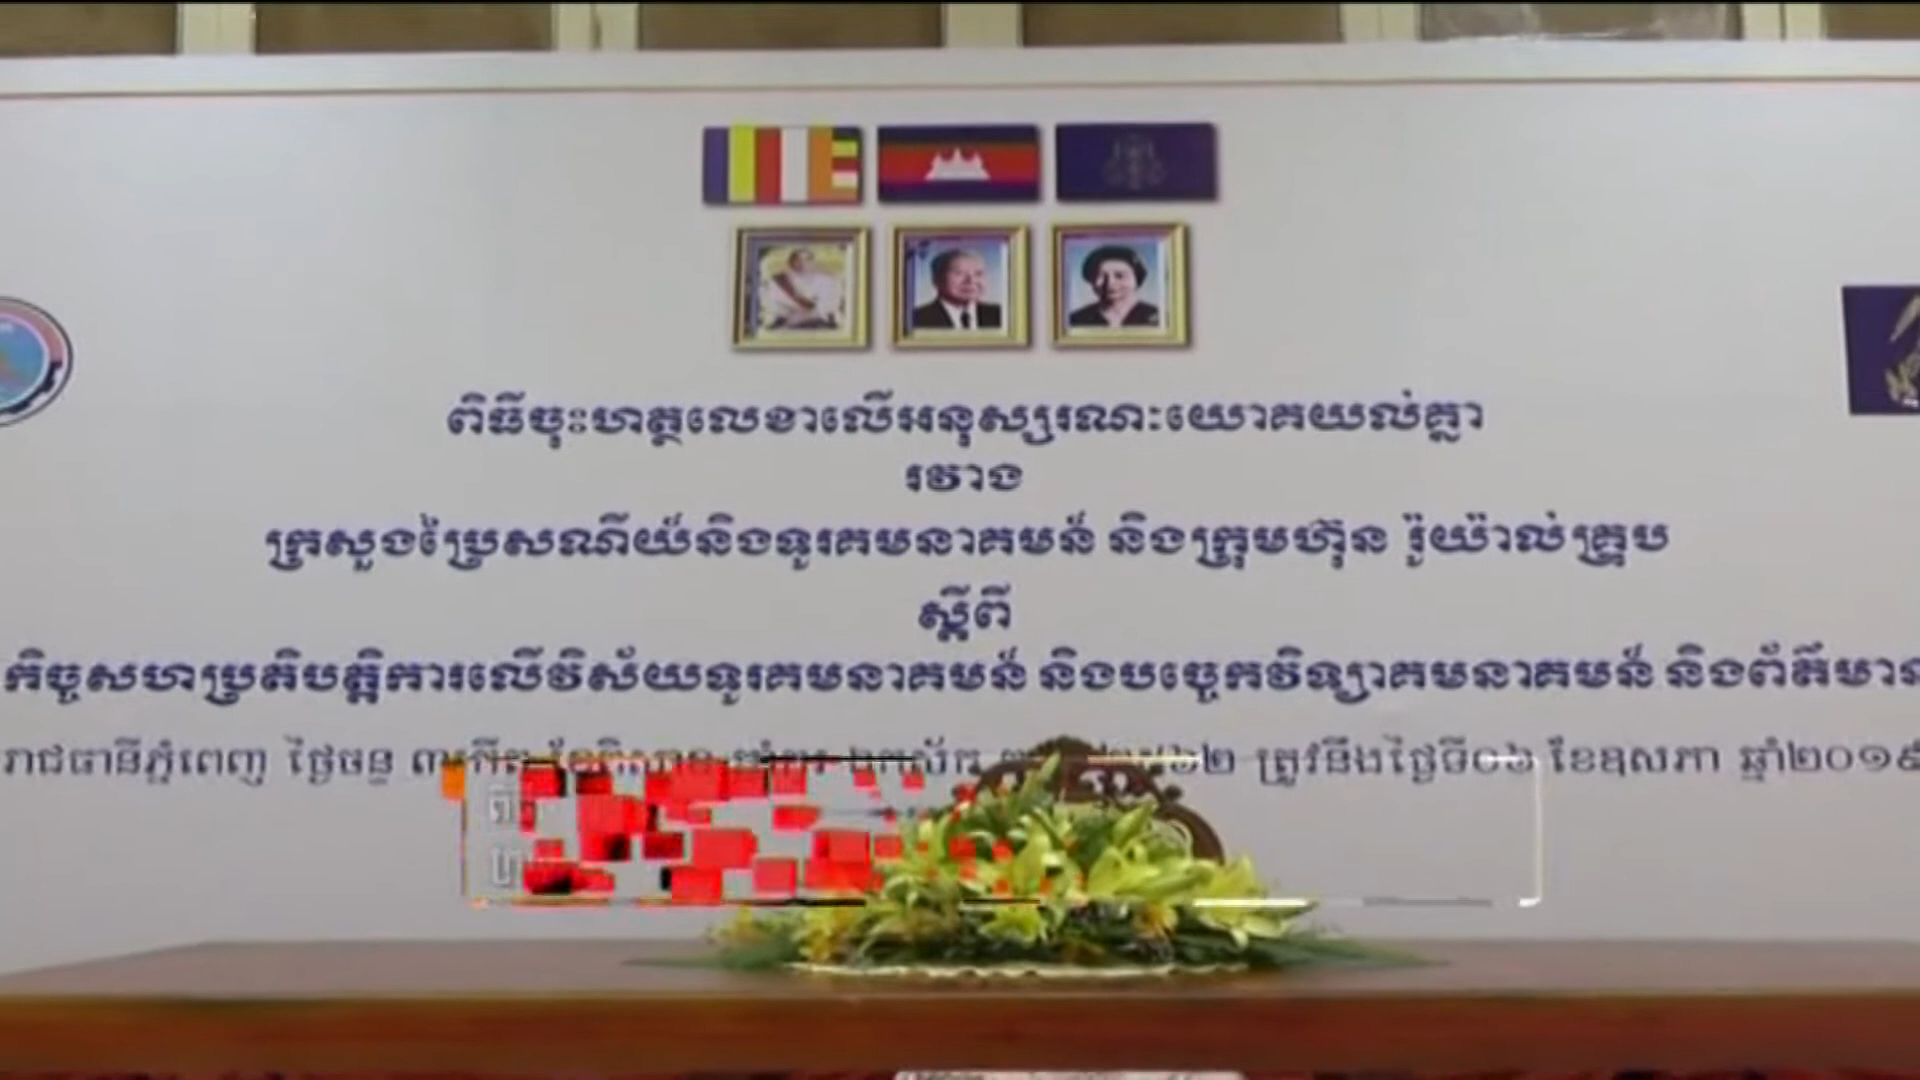 ពិធីចុះហត្ថលេខាលើអនុស្សរណៈយោគយល់គ្នា
រវាង
ក្រសួងប្រៃសណីយ៍និងទូរគមនាគមន៍ និងក្រុមហ៊ុន រ៉ូយ៉ាល់គ្រុប
ស្តីពី
កិច្ចសហប្រតិបត្តិការលើវិស័យទូរគមនាគមន៍ និងបច្ចេកវិទ្យាគមនាគមន៍ និងព័ត៌មាន
រាជធានីភ្នំពេញ ថ្ងៃចន្ទ ត្រូវនឹងថ្ងៃទី០៦ ខែឧសភា ឆ្នាំ២០១៩